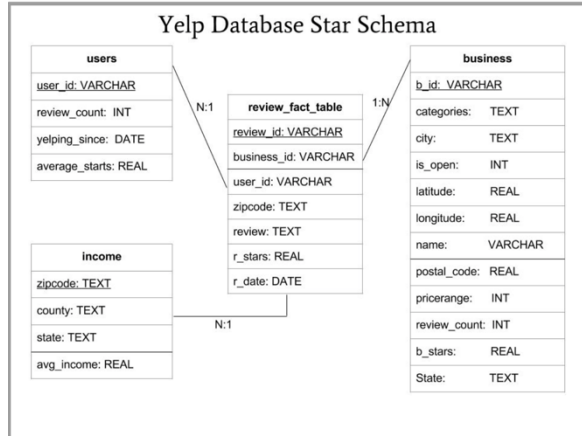 Yelp Database Star Schema
users
user_id: VARCHAR
review_count: INT
yelping_since: DATE
average_starts: REAL
N:1
review_fact_table
review_id: VARCHAR
business_id: VARCHAR
user_id: VARCHAR
zipcode: TEXT
review: TEXT
r_stars: REAL
r_date: DATE
1:N
business
b_id: VARCHAR
categories: TEXT
city: TEXT
is_open: INT
latitude: REAL
longitude: REAL
name: VARCHAR
postal_code: REAL
pricerange: INT
review_count: INT
b_stars: REAL
State: TEXT
income
zipcode: TEXT
county: TEXT
state: TEXT
avg_income: REAL
N:1